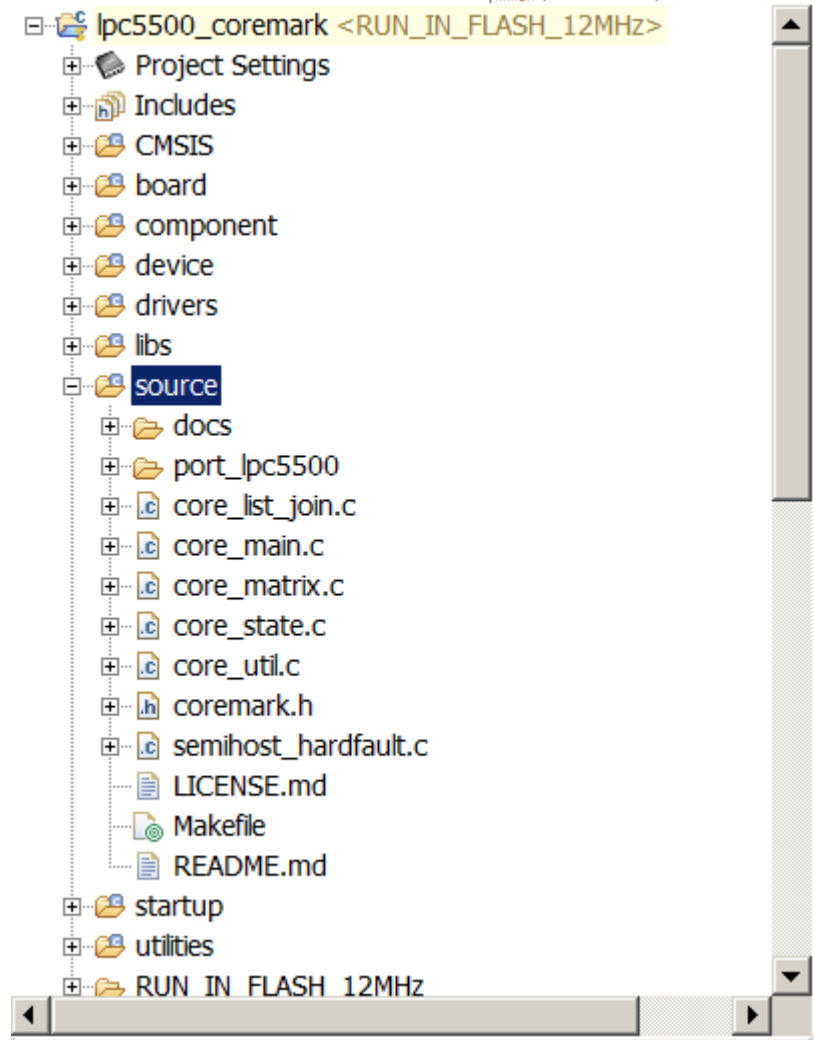 lpc5500_coremark <RUN_IN_FLASH_12MHz>
Project Settings
Includes
CMSIS
board
component
device
drivers
libs
source
docs
port_lpc5500
core_list_join.c
core_main.c
core_matrix.c
core_state.c
core_util.c
coremark.h
semihost_hardfault.c
LICENSE.md
Makefile
README.md
startup
utilities
RUN_IN_FLASH_12MHz